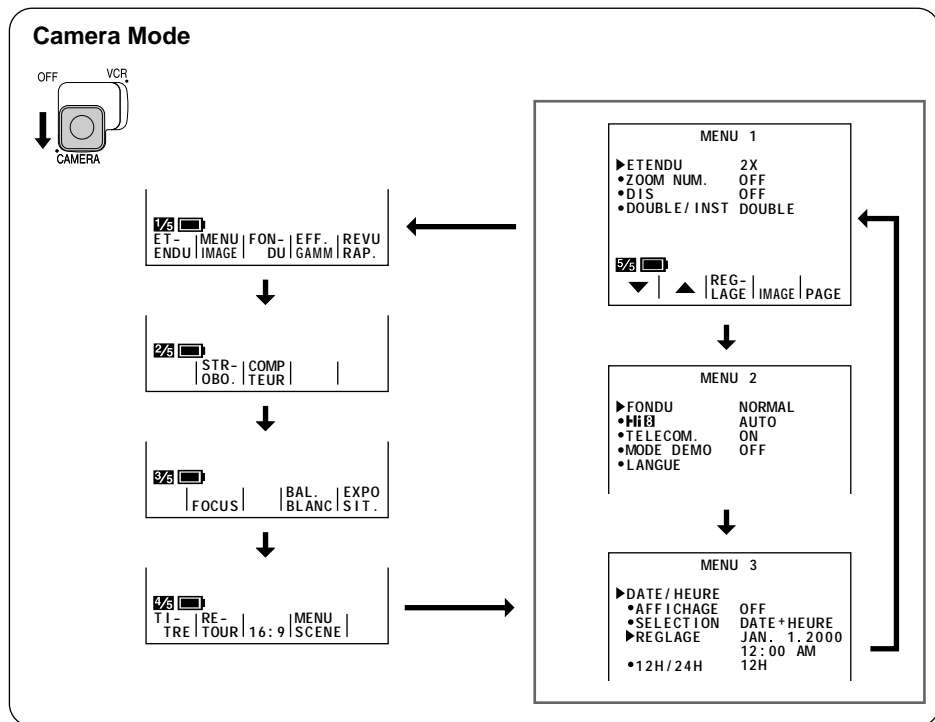 Camera Mode
OFF VCR
CAMERA
1/5
ET- MENU FON- EFF. REVU
ENDU IMAGE DU GAMM RAP.
2/5
STR- COMP
OBO. TEUR
3/5
BAL. EXPO
FOCUS BLANC SIT.
4/5
TI- RE- MENU
TRE TOUR 16:9 SCENE
MENU 1
▶ETENDU 2X
•ZOOM NUM. OFF
•DIS OFF
•DOUBLE/INST DOUBLE
5/5
▼ ▲ REG- IMAGE PAGE
LAGE
MENU 2
▶FONDU NORMAL
•Hi8 AUTO
•TELECOM. ON
•MODE DEMO OFF
•LANGUE
MENU 3
▶DATE/HEURE
•AFFICHAGE OFF
•SELECTION DATE+HEURE
▶REGLAGE JAN. 1.2000
12:00 AM
•12H/24H 12H